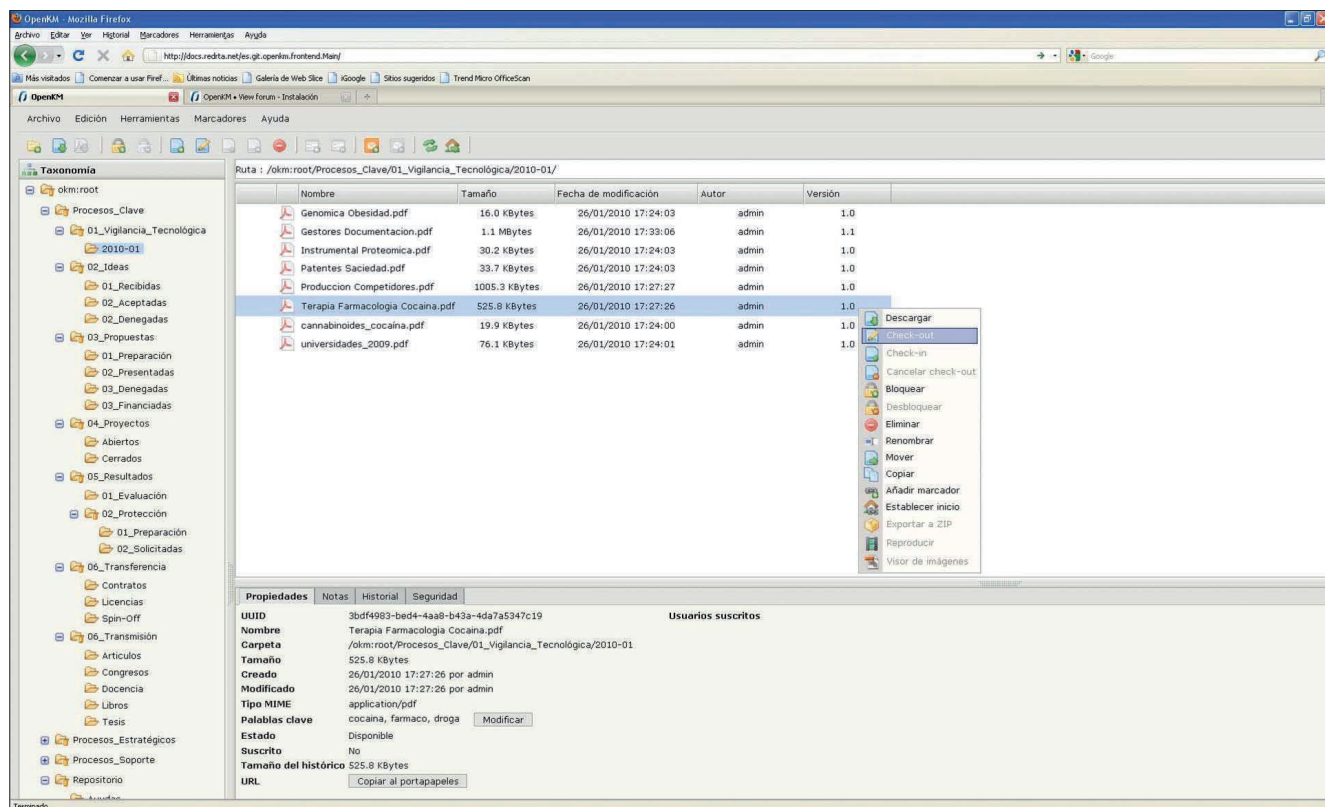 OpenKM - Mozilla Firefox
Archivo Editar Ver Historial Marcadores Herramientas Ayuda
http://docs.redrta.net/es.git.openkm.frontend.Main/
Google
Más visitados Comenzar a usar Firef... Últimas noticias Galería de Web Slice iGoogle Sitios sugeridos Trend Micro OfficeScan
OpenKM OpenKM • View forum - Instalación
Archivo Edición Herramientas Marcadores Ayuda
Taxonomía
okm:root
Procesos_Clave
01_Vigilancia_Tecnológica
2010-01
02_Ideas
01_Recibidas
02_Aceptadas
02_Denegadas
03_Propuestas
01_Preparación
02_Presentadas
03_Denegadas
03_Financiadas
04_Proyectos
Abiertos
Cerrados
05_Resultados
01_Evaluación
02_Protección
01_Preparación
02_Solicitadas
06_Transferencia
Contratos
Licencias
Spin-Off
06_Transmisión
Articulos
Congresos
Docencia
Libros
Tesis
Procesos_Estratégicos
Procesos_Soporte
Repositorio
Ruta : /okm:root/Procesos_Clave/01_Vigilancia_Tecnológica/2010-01/
Nombre Tamaño Fecha de modificación Autor Versión
Genomica Obesidad.pdf 16.0 KBytes 26/01/2010 17:24:03 admin 1.0
Gestores Documentacion.pdf 1.1 MBytes 26/01/2010 17:33:06 admin 1.1
Instrumental Proteomica.pdf 30.2 KBytes 26/01/2010 17:24:03 admin 1.0
Patentes Saciedad.pdf 33.7 KBytes 26/01/2010 17:24:03 admin 1.0
Produccion Competidores.pdf 1005.3 KBytes 26/01/2010 17:27:27 admin 1.0
Terapia Farmacologia Cocaina.pdf 525.8 KBytes 26/01/2010 17:27:26 admin 1.0
cannabinoides_cocaína.pdf 19.9 KBytes 26/01/2010 17:24:00 admin 1.0
universidades_2009.pdf 76.1 KBytes 26/01/2010 17:24:01 admin 1.0
Descargar
Check-out
Check-in
Cancelar check-out
Bloquear
Desbloquear
Eliminar
Renombrar
Mover
Copiar
Añadir marcador
Establecer inicio
Exportar a ZIP
Reproducir
Visor de imágenes
Propiedades Notas Historial Seguridad
UUID 3bdf4983-bed4-4aa8-b43a-4da7a5347c19 Usuarios suscritos
Nombre Terapia Farmacologia Cocaina.pdf
Carpeta /okm:root/Procesos_Clave/01_Vigilancia_Tecnológica/2010-01
Tamaño 525.8 KBytes
Creado 26/01/2010 17:27:26 por admin
Modificado 26/01/2010 17:27:26 por admin
Tipo MIME application/pdf
Palablas clave cocaina, farmaco, droga Modificar
Estado Disponible
Suscrito No
Tamaño del histórico 525.8 KBytes
URL Copiar al portapapeles
Terminado